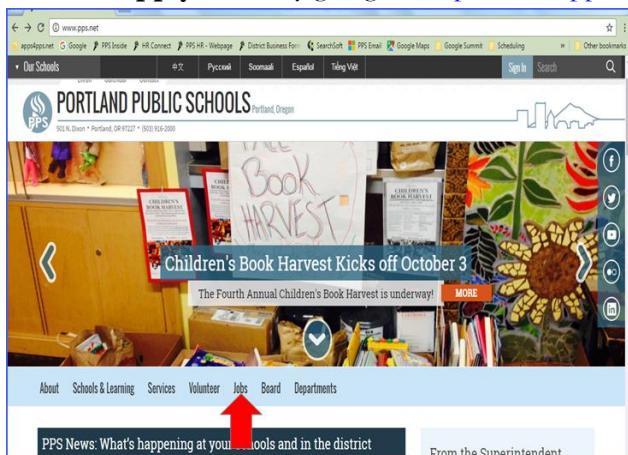 www.pps.net
apps4pps.net Google PPS Inside HR Connect PPS HR - Webpage District Business Form SearchSoft PPS Email Google Maps Google Summit Scheduling » Other bookmarks
Our Schools 中文 Русский Soomaali Español Tiếng Việt Sign In Search
PPS
PORTLAND PUBLIC SCHOOLS Portland, Oregon
501 N. Dixon • Portland, OR 97227 • (503) 916-2000
Book
HARVEST
CHILDREN'S
BOOK HARVEST
Children's Book Harvest Kicks off October 3
The Fourth Annual Children's Book Harvest is underway! MORE
About Schools & Learning Services Volunteer Jobs Board Departments
PPS News: What's happening at your schools and in the district
From the Superintendent